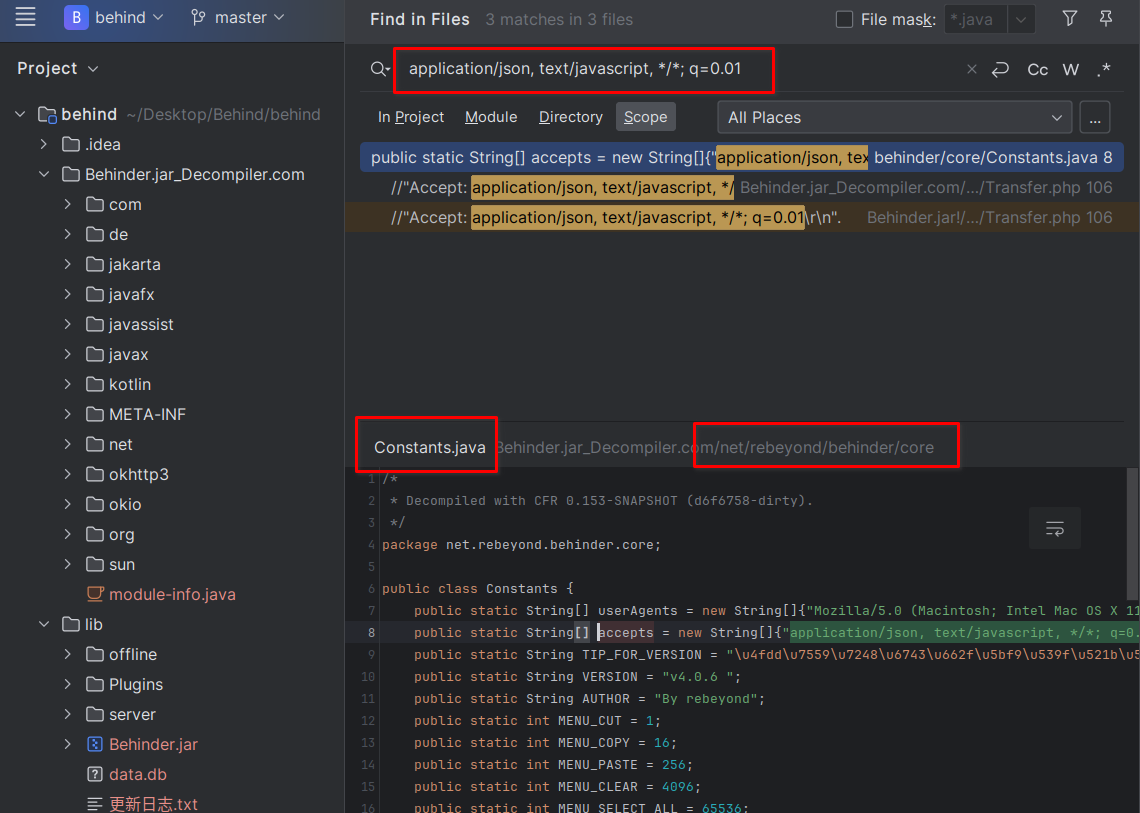 B behind master
Find in Files 3 matches in 3 files File mask: *.java
Project
application/json, text/javascript, */*; q=0.01 Cc W .*
In Project Module Directory Scope All Places ...
behind ~/Desktop/Behind/behind
.idea
Behinder.jar_Decompiler.com
com
de
jakarta
javafx
javassist
javax
kotlin
META-INF
net
okhttp3
okio
org
sun
module-info.java
lib
offline
Plugins
server
Behinder.jar
data.db
更新日志.txt
public static String[] accepts = new String[]{"application/json, tex behinder/core/Constants.java 8
//"Accept: application/json, text/javascript, */ Behinder.jar_Decompiler.com/.../Transfer.php 106
//"Accept: application/json, text/javascript, */*; q=0.01\r\n". Behinder.jar!/.../Transfer.php 106
Constants.java Behinder.jar_Decompiler.com/net/rebeyond/behinder/core
1 /*
2 * Decompiled with CFR 0.153-SNAPSHOT (d6f6758-dirty).
3 */
4 package net.rebeyond.behinder.core;
5
6 public class Constants {
7 public static String[] userAgents = new String[]{"Mozilla/5.0 (Macintosh; Intel Mac OS X 11
8 public static String[] accepts = new String[]{"application/json, text/javascript, */*; q=0.
9 public static String TIP_FOR_VERSION = "\u4fdd\u7559\u7248\u6743\u662f\u5bf9\u539f\u521b\u5
10 public static String VERSION = "v4.0.6 ";
11 public static String AUTHOR = "By rebeyond";
12 public static int MENU_CUT = 1;
13 public static int MENU_COPY = 16;
14 public static int MENU_PASTE = 256;
15 public static int MENU_CLEAR = 4096;
16 public static int MENU_SELECT_ALL = 65536;